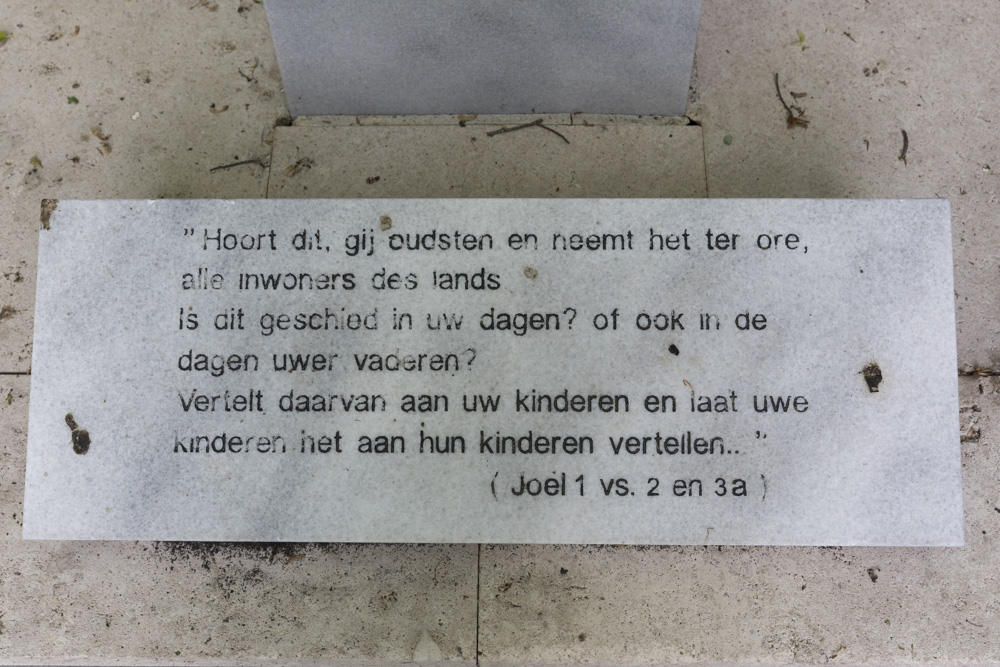 "Hoort dit, gij oudsten en neemt het ter ore,
alle inwoners des lands
Is dit geschied in uw dagen? of ook in de
dagen uwer vaderen?
Vertelt daarvan aan uw kinderen en laat uwe
kinderen het aan hun kinderen vertellen.."
( Joël 1 vs. 2 en 3a )